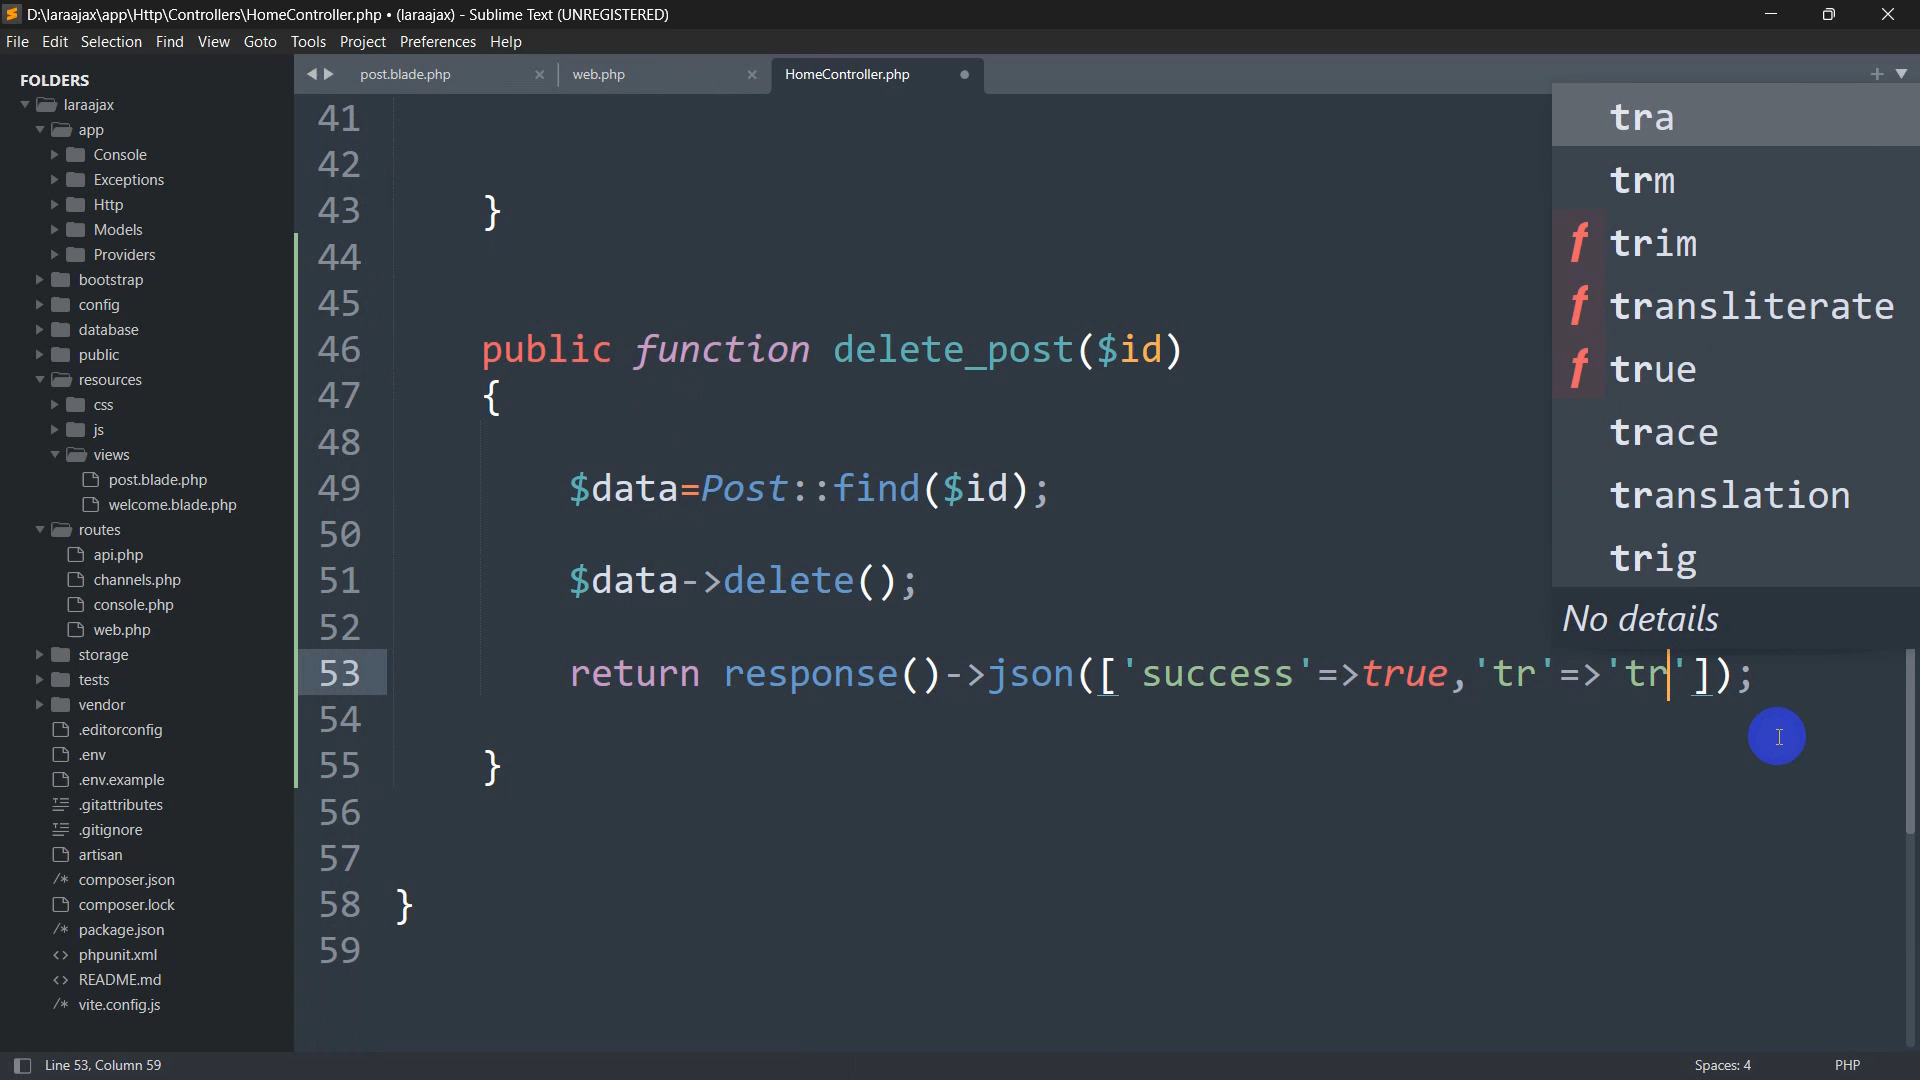 D:\laraajax\app\Http\Controllers\HomeController.php • (laraajax) - Sublime Text (UNREGISTERED)
File Edit Selection Find View Goto Tools Project Preferences Help
FOLDERS
laraajax
app
Console
Exceptions
Http
Models
Providers
bootstrap
config
database
public
resources
css
js
views
post.blade.php
welcome.blade.php
routes
api.php
channels.php
console.php
web.php
storage
tests
vendor
.editorconfig
.env
.env.example
.gitattributes
.gitignore
artisan
composer.json
composer.lock
package.json
phpunit.xml
README.md
vite.config.js
post.blade.php web.php HomeController.php
41
42
43 }
44
45
46 public function delete_post($id)
47 {
48
49 $data=Post::find($id);
50
51 $data->delete();
52
53 return response()->json(['success'=>true,'tr'=>'tr']);
54
55 }
56
57
58 }
59
tra
trm
f trim
f transliterate
f true
trace
translation
trig
No details
Line 53, Column 59 Spaces: 4 PHP